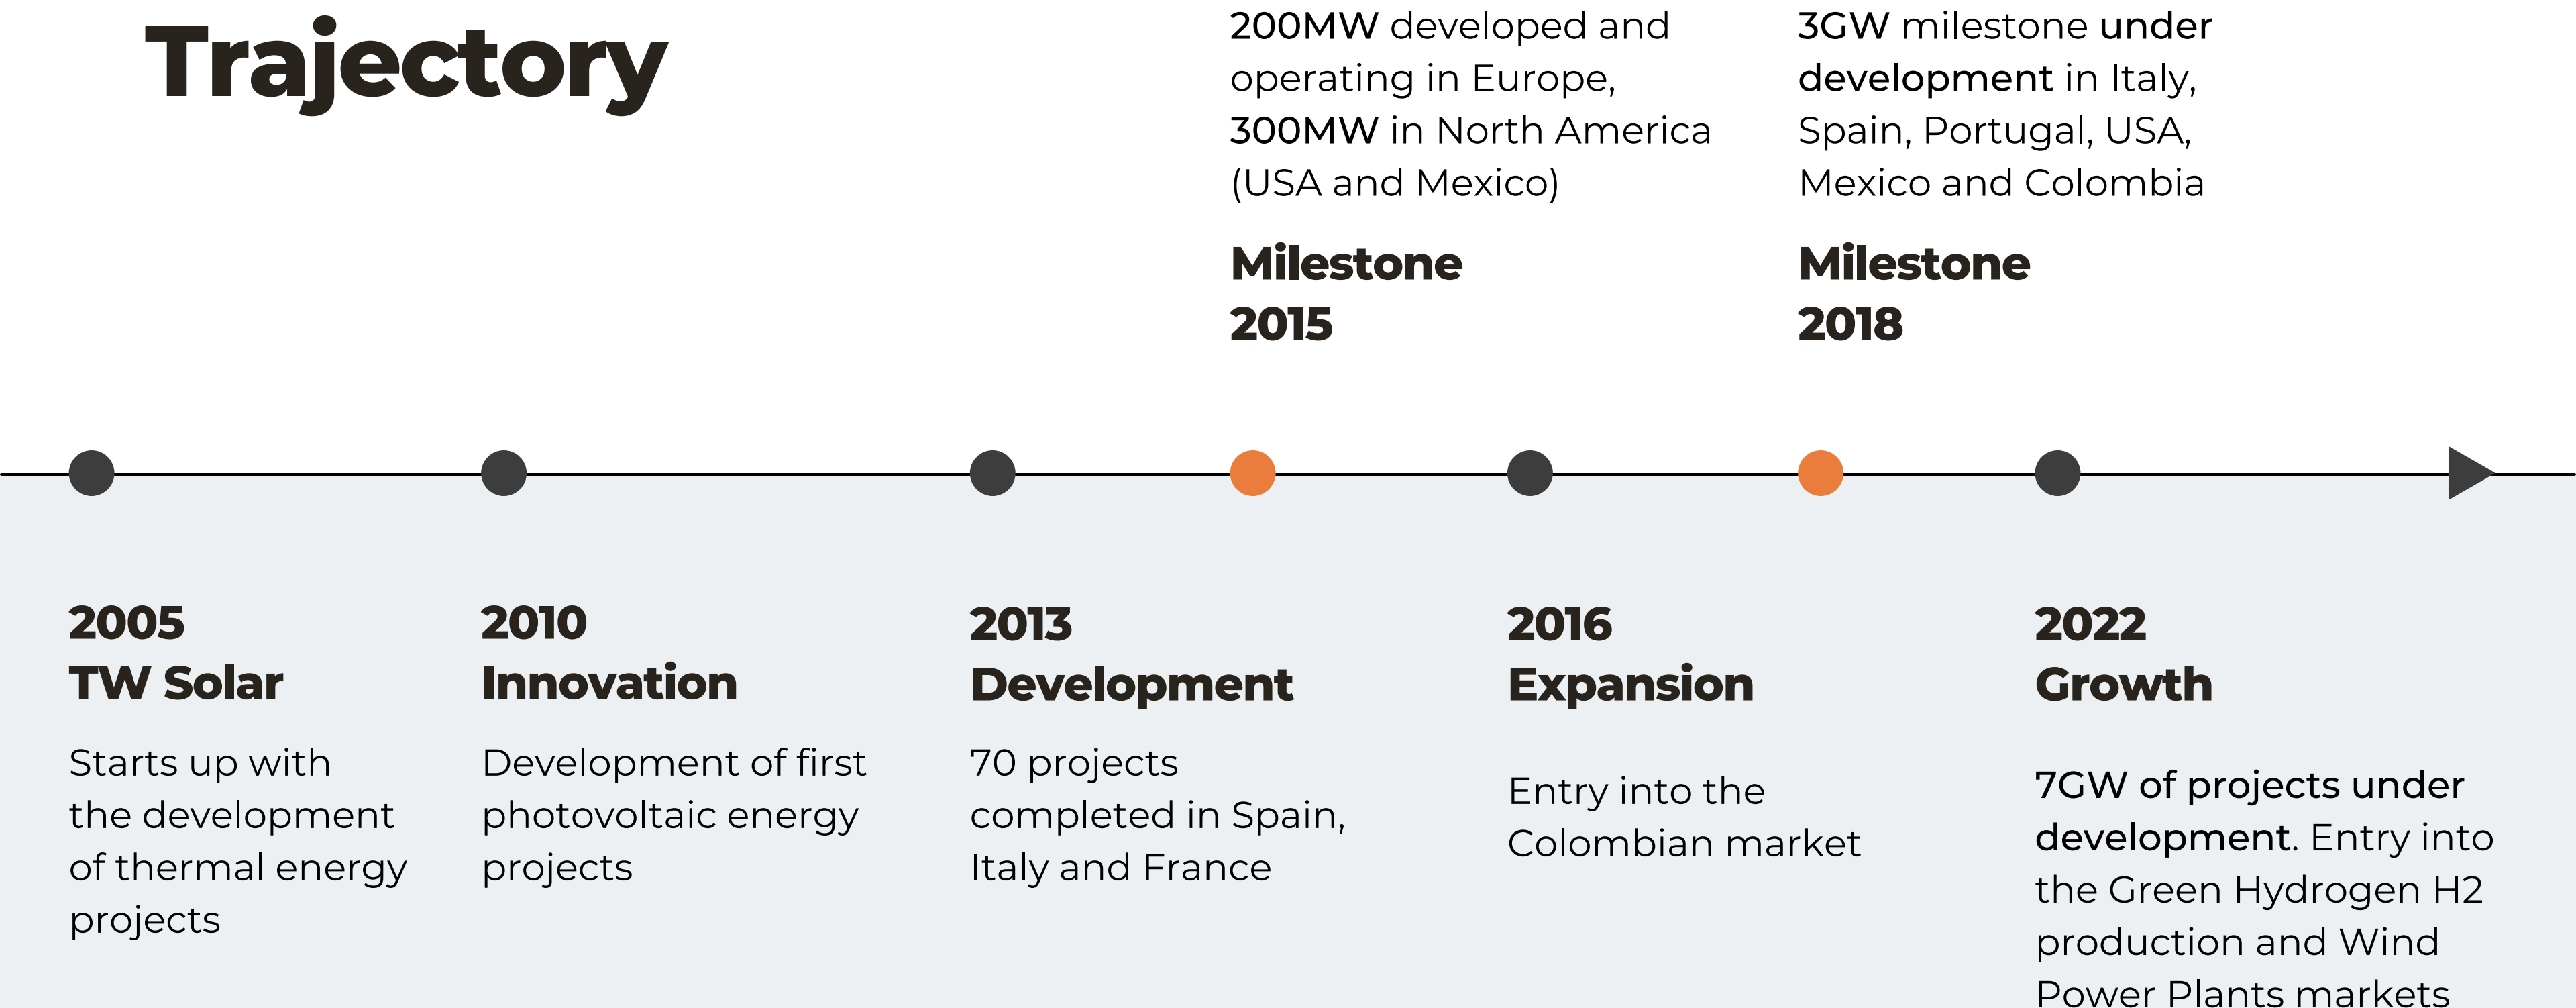 Trajectory
200MW developed and
operating in Europe,
300MW in North America
(USA and Mexico)
Milestone
2015
3GW milestone under
development in Italy,
Spain, Portugal, USA,
Mexico and Colombia
Milestone
2018
2005
TW Solar
Starts up with
the development
of thermal energy
projects
2010
Innovation
Development of first
photovoltaic energy
projects
2013
Development
70 projects
completed in Spain,
Italy and France
2016
Expansion
Entry into the
Colombian market
2022
Growth
7GW of projects under
development. Entry into
the Green Hydrogen H2
production and Wind
Power Plants markets